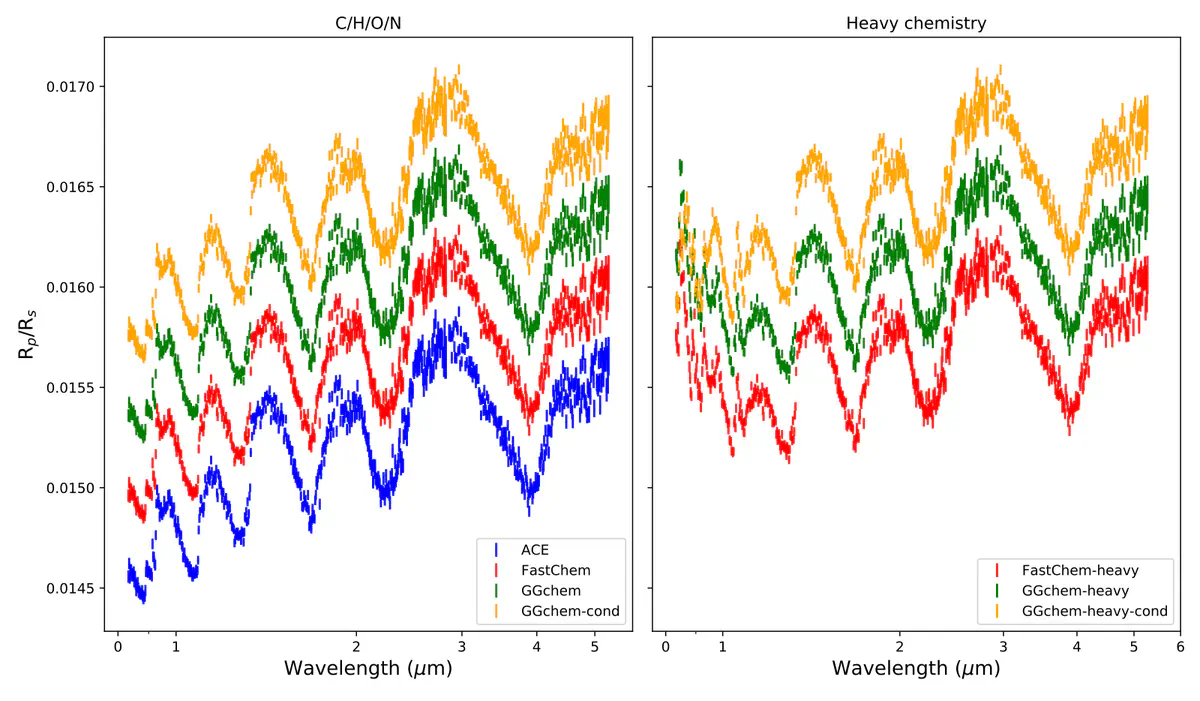 C/H/O/N
Heavy chemistry
R_p/R_s
0.0170
0.0165
0.0160
0.0155
0.0150
0.0145
ACE
FastChem
GGchem
GGchem-cond
FastChem-heavy
GGchem-heavy
GGchem-heavy-cond
0 1 2 3 4 5
0 1 2 3 4 5 6
Wavelength (μm)
Wavelength (μm)